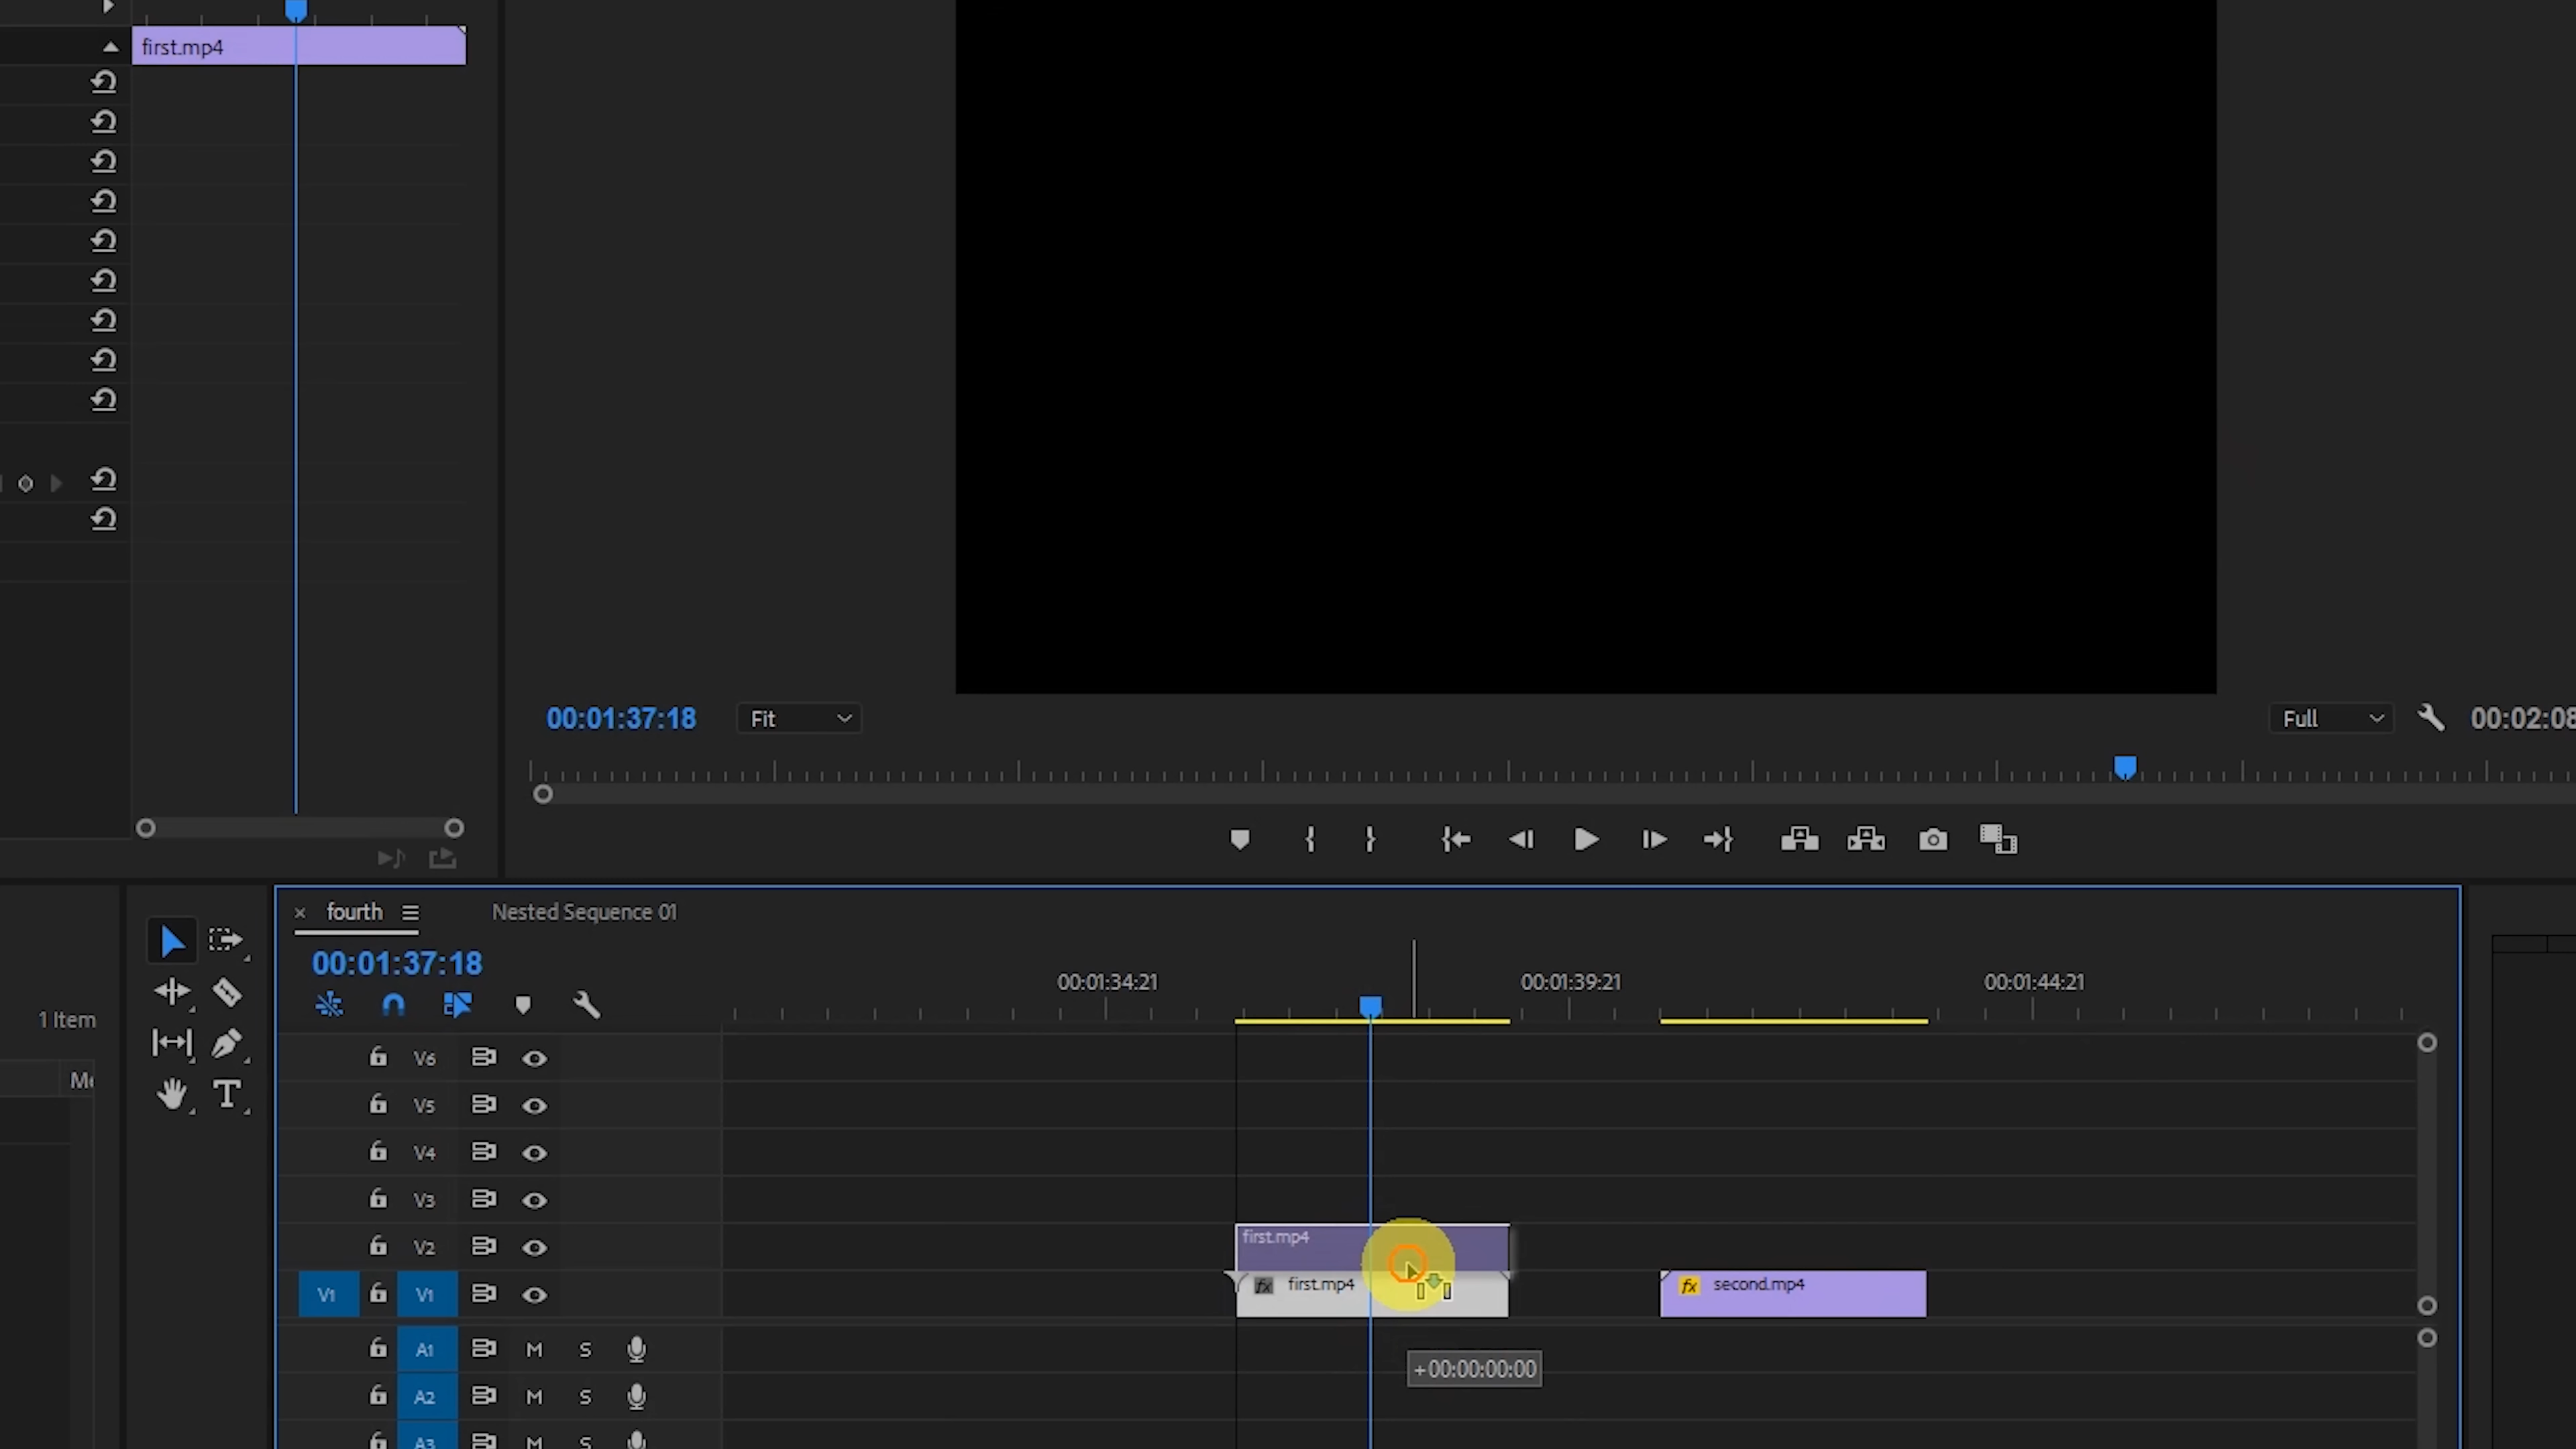 first.mp4
00:01:37:18
Fit
Full
00:02:08
fourth
Nested Sequence 01
00:01:37:18
00:01:34:21
00:01:39:21
00:01:44:21
1 Item
V6
V5
V4
V3
V2
first.mp4
V1
V1
fx
first.mp4
fx
second.mp4
A1
M
S
+00:00:00:00
A2
M
S
A3
M
S